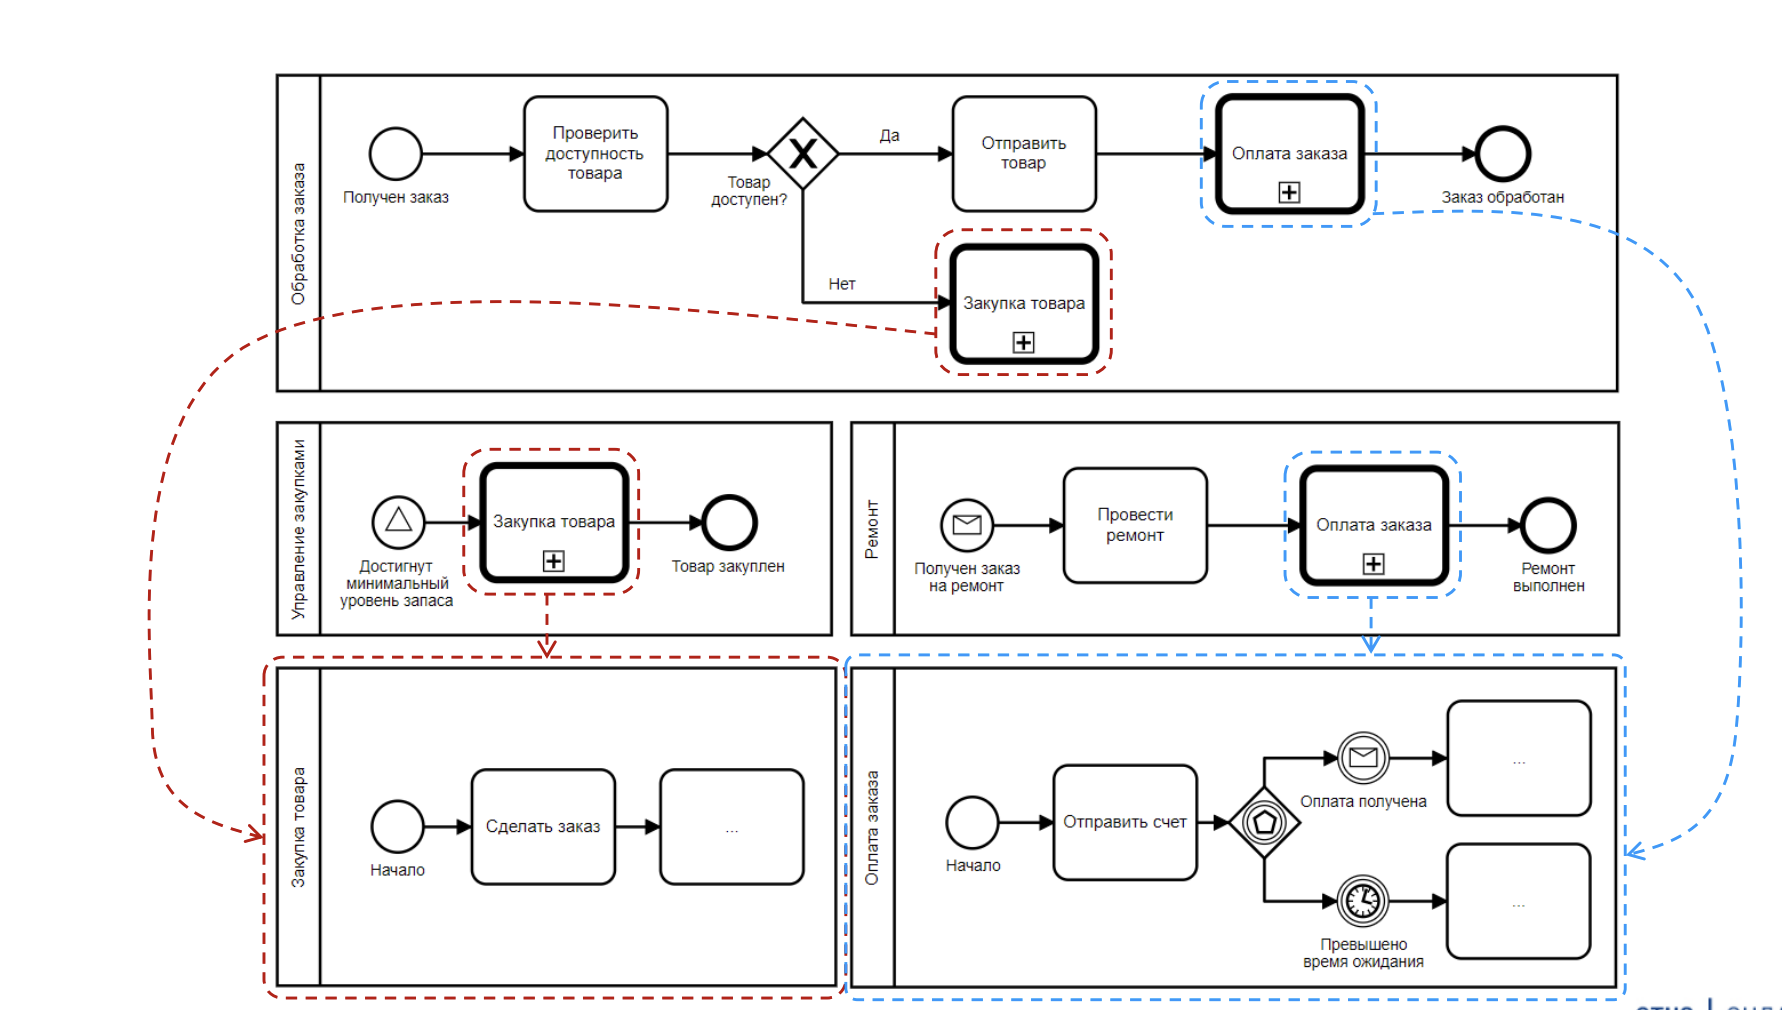 Обработка заказа
Получен заказ
Проверить
доступность
товара
Товар
доступен?
Да
Нет
Отправить
товар
Оплата заказа
Заказ обработан
Закупка товара
Управление закупками
Достигнут
минимальный
уровень запаса
Закупка товара
Товар закуплен
Ремонт
Получен заказ
на ремонт
Провести
ремонт
Оплата заказа
Ремонт
выполнен
Закупка товара
Начало
Сделать заказ
...
Оплата заказа
Начало
Отправить счет
Оплата получена
...
Превышено
время ожидания
...